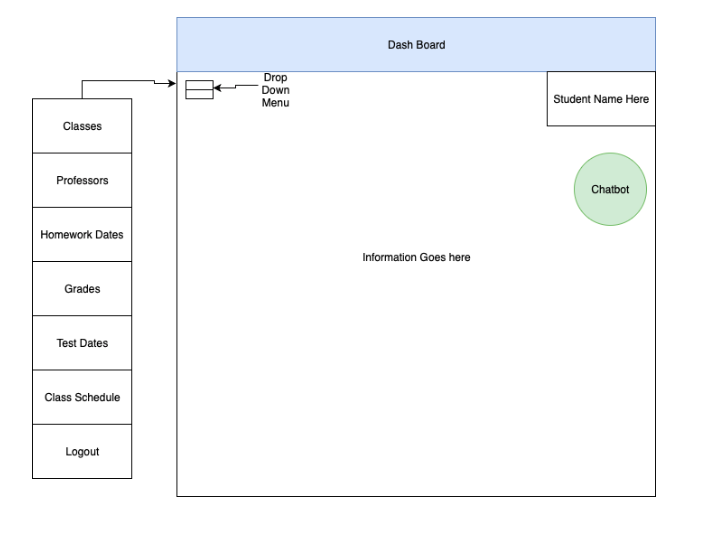 Dash Board
Drop
Down
Menu
Student Name Here
Classes
Chatbot
Professors
Homework Dates
Information Goes here
Grades
Test Dates
Class Schedule
Logout